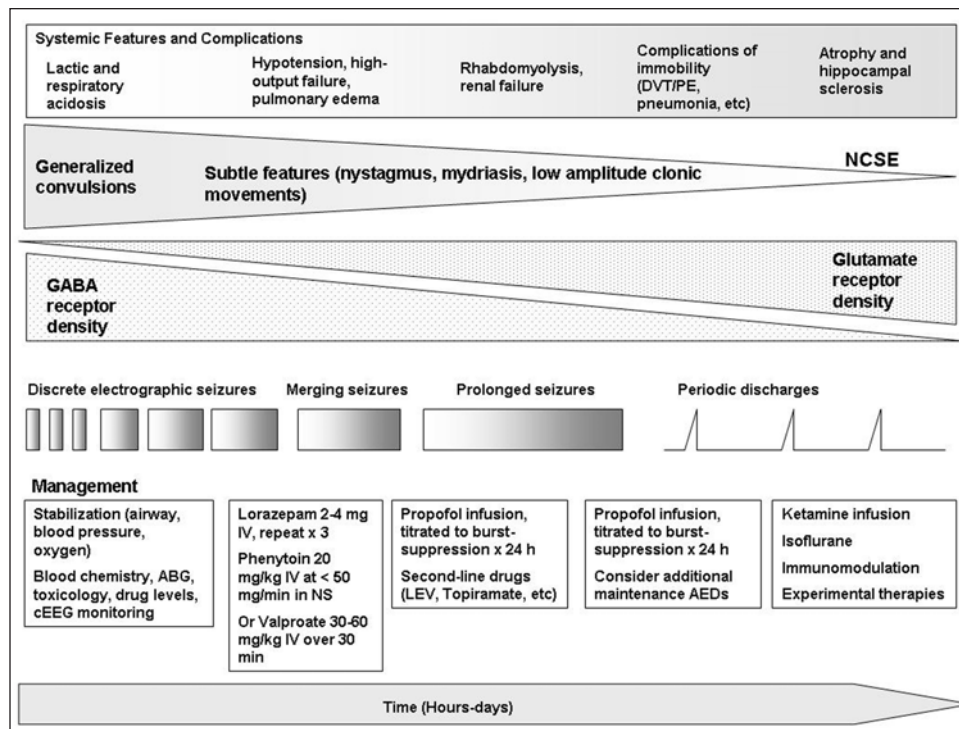 Systemic Features and Complications
Lactic and
respiratory
acidosis
Hypotension, high-
output failure,
pulmonary edema
Rhabdomyolysis,
renal failure
Complications of
immobility
(DVT/PE,
pneumonia, etc)
Atrophy and
hippocampal
sclerosis
Generalized
convulsions
Subtle features (nystagmus, mydriasis, low amplitude clonic
movements)
NCSE
GABA
receptor
density
Glutamate
receptor
density
Discrete electrographic seizures
Merging seizures
Prolonged seizures
Periodic discharges
Management
Stabilization (airway,
blood pressure,
oxygen)
Blood chemistry, ABG,
toxicology, drug levels,
cEEG monitoring
Lorazepam 2-4 mg
IV, repeat x 3
Phenytoin 20
mg/kg IV at < 50
mg/min in NS
Or Valproate 30-60
mg/kg IV over 30
min
Propofol infusion,
titrated to burst-
suppression x 24 h
Second-line drugs
(LEV, Topiramate, etc)
Propofol infusion,
titrated to burst-
suppression x 24 h
Consider additional
maintenance AEDs
Ketamine infusion
Isoflurane
Immunomodulation
Experimental therapies
Time (Hours-days)